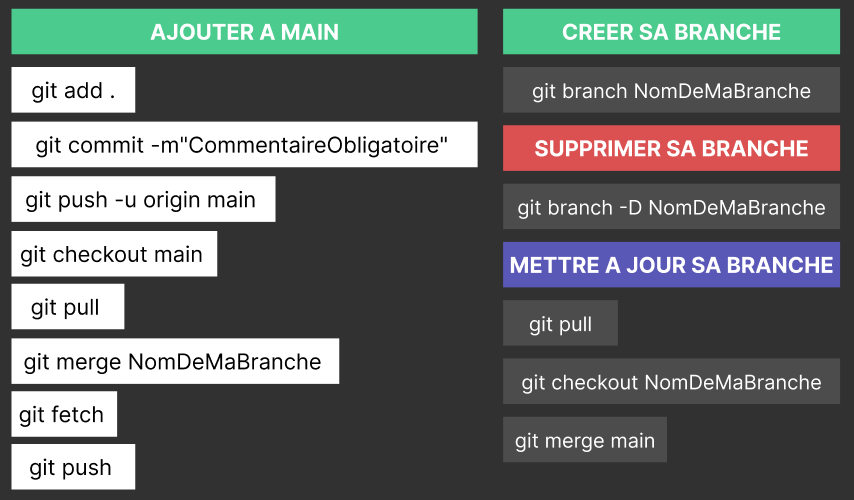 AJOUTER A MAIN
git add .
git commit -m"CommentaireObligatoire"
git push -u origin main
git checkout main
git pull
git merge NomDeMaBranche
git fetch
git push
CREER SA BRANCHE
git branch NomDeMaBranche
SUPPRIMER SA BRANCHE
git branch -D NomDeMaBranche
METTRE A JOUR SA BRANCHE
git pull
git checkout NomDeMaBranche
git merge main